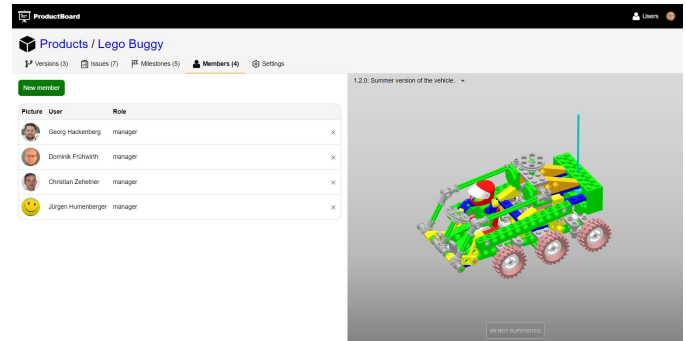 ProductBoard
Users
Products / Lego Buggy
Versions (3) Issues (7) Milestones (5) Members (4) Settings
New member
1.2.0: Summer version of the vehicle.
Picture User Role
Georg Hackenberg manager
Dominik Frühwirth manager
Christian Zehetner manager
Jürgen Humenberger manager
VR NOT SUPPORTED